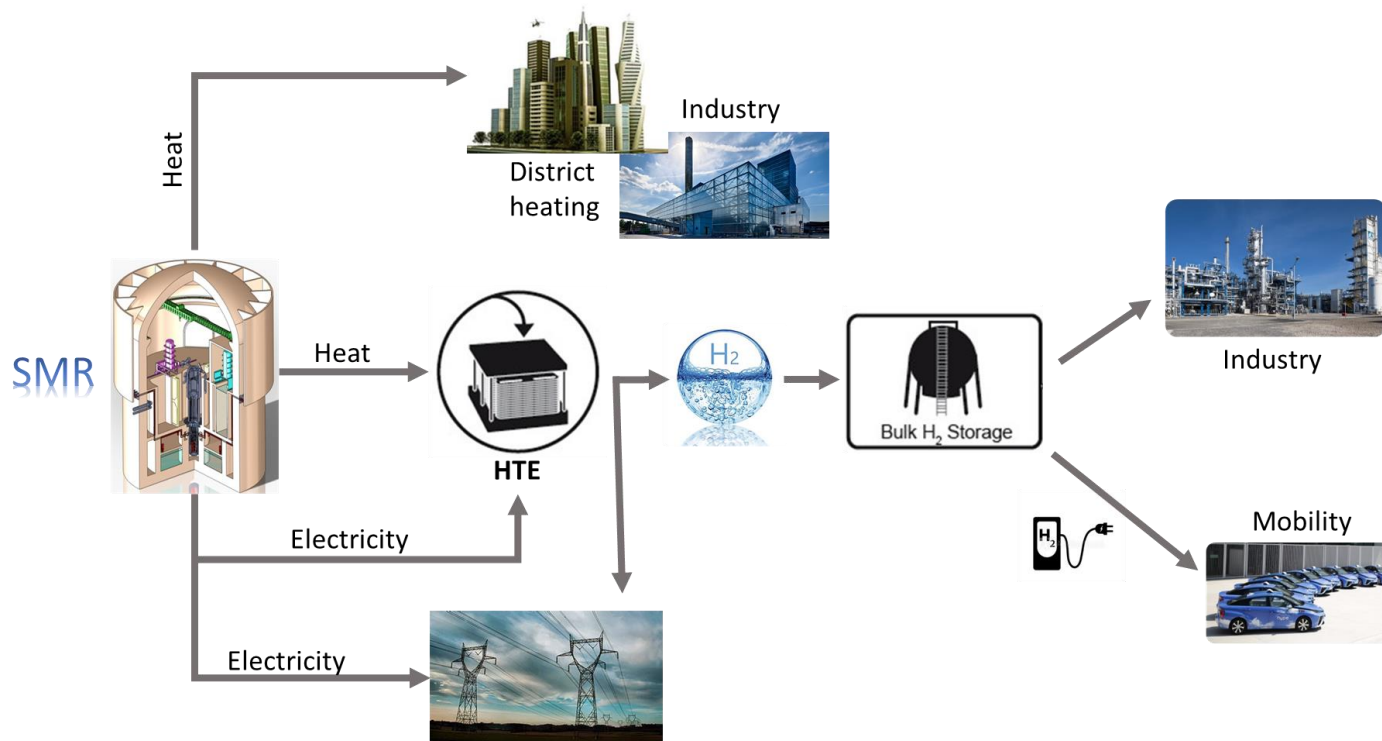 Industry
District
heating
Heat
SMR
Heat
HTE
H₂
Bulk H₂ Storage
Industry
Electricity
Electricity
H₂
Mobility